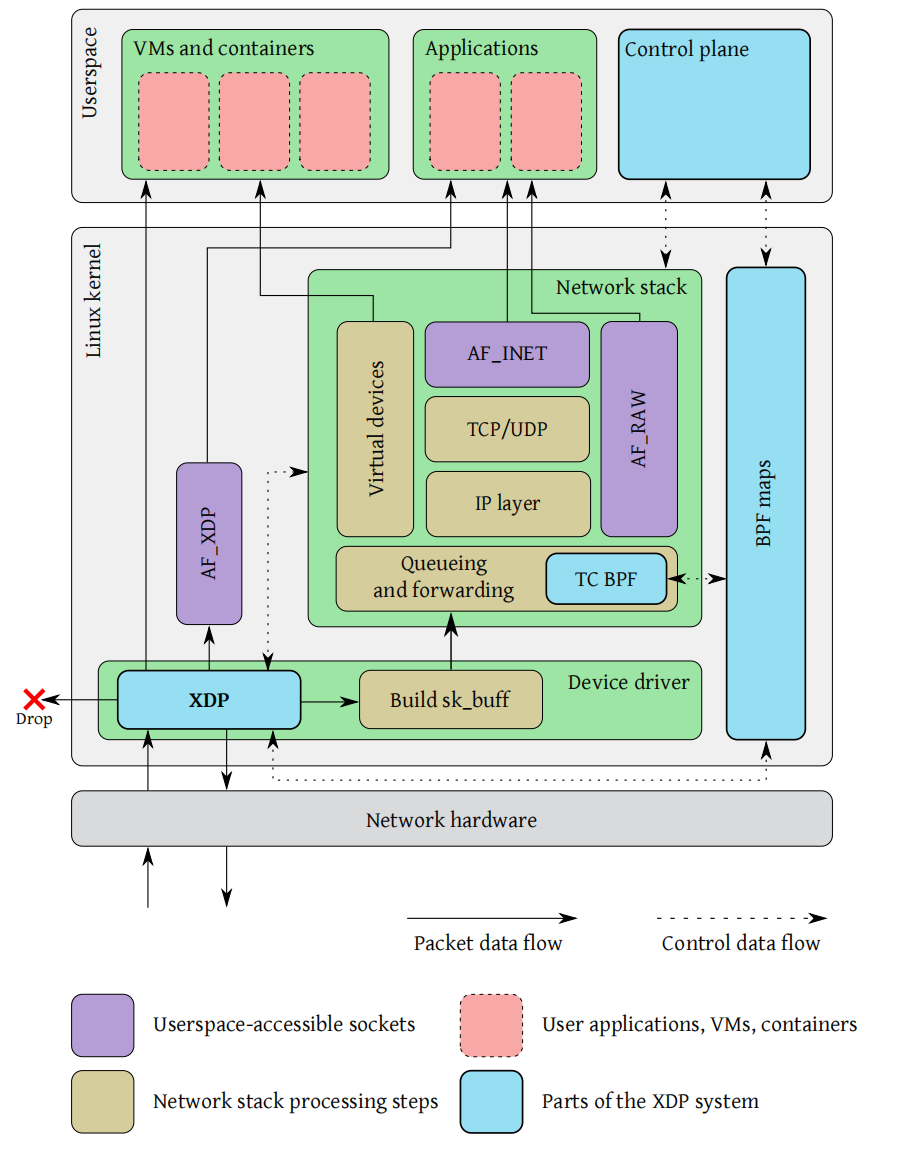 Userspace
VMs and containers
Applications
Control plane
Linux kernel
Network stack
Virtual devices
AF_INET
TCP/UDP
IP layer
AF_RAW
BPF maps
AF_XDP
Queueing
and forwarding
TC BPF
Device driver
XDP
Build sk_buff
Drop
Network hardware
Packet data flow
Control data flow
Userspace-accessible sockets
User applications, VMs, containers
Network stack processing steps
Parts of the XDP system